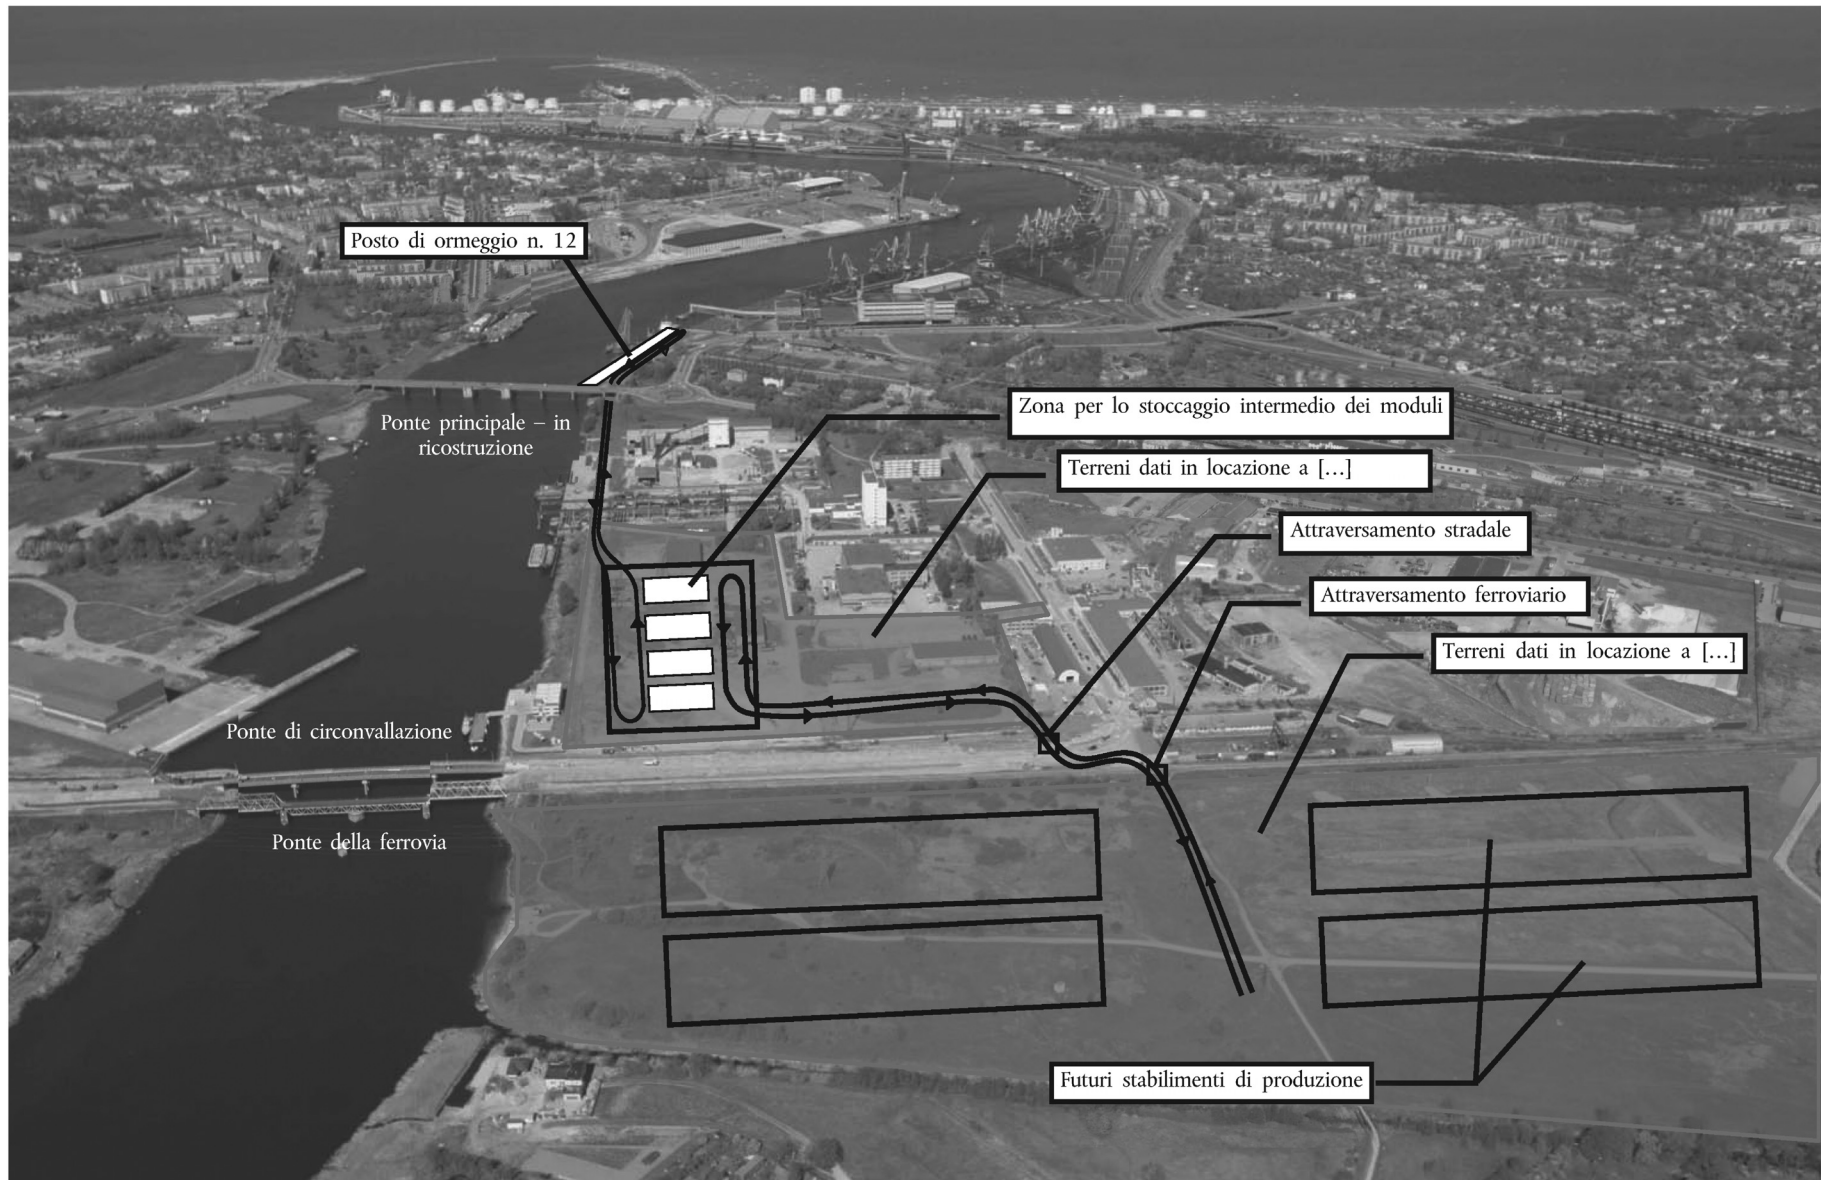 Posto di ormeggio n. 12
Zona per lo stoccaggio intermedio dei moduli
Ponte principale – in
ricostruzione
Terreni dati in locazione a […]
Attraversamento stradale
Attraversamento ferroviario
Terreni dati in locazione a […]
Ponte di circonvallazione
Ponte della ferrovia
Futuri stabilimenti di produzione